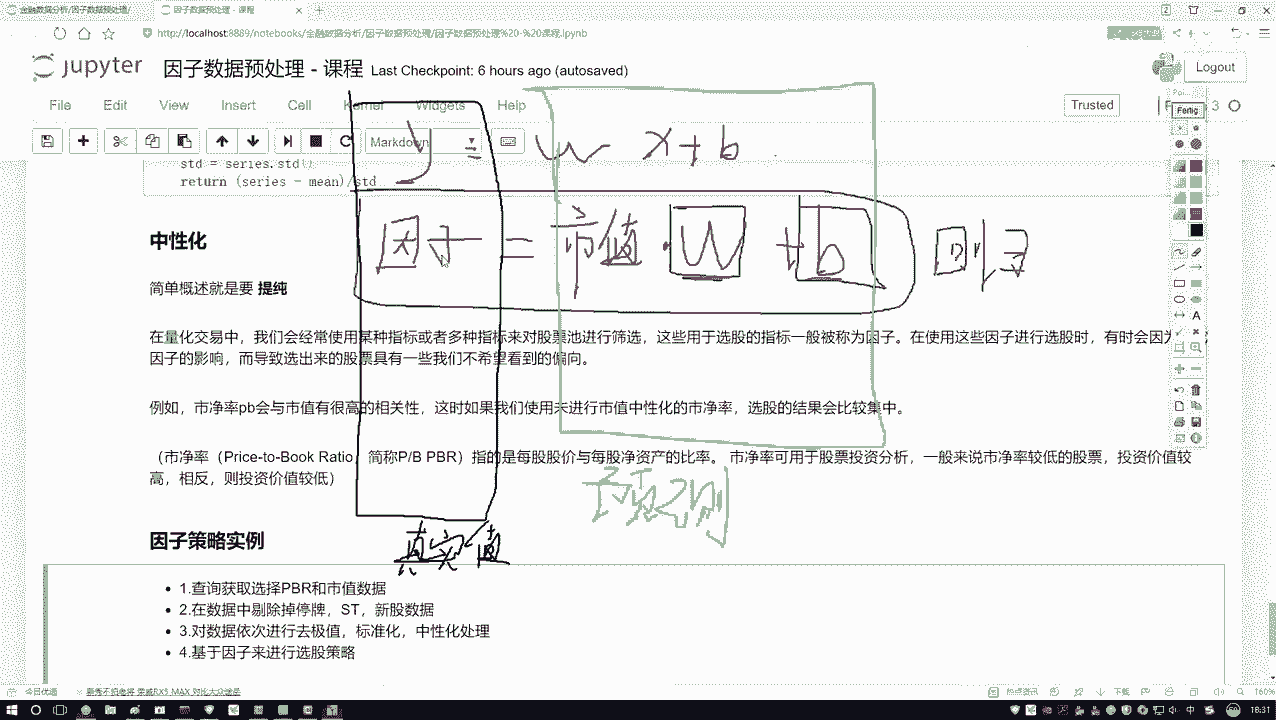 金融数据分析/因子数据预处理/
因子数据预处理 - 课程
http://localhost:8889/notebooks/金融数据分析/因子数据预处理/因子数据预处理%20-%20课程.ipynb
jupyter 因子数据预处理 - 课程 Last Checkpoint: 6 hours ago (autosaved)
Logout
File Edit View Insert Cell Kernel Widgets Help
Trusted
3
Fertig
Markdown
y = w x + b
std = series.std()
return (series - mean)/std
因子 = 市值 · W + b 回归
中性化
简单概述就是要 提纯
在量化交易中,我们会经常使用某种指标或者多种指标来对股票池进行筛选,这些用于选股的指标一般被称为因子。在使用这些因子进行选股时,有时会因为
因子的影响,而导致选出来的股票具有一些我们不希望看到的偏向。
例如,市净率pb会与市值有很高的相关性,这时如果我们使用未进行市值中性化的市净率,选股的结果会比较集中。
(市净率(Price-to-Book Ratio,简称P/B PBR)指的是每股股价与每股净资产的比率。 市净率可用于股票投资分析,一般来说市净率较低的股票,投资价值较
高,相反,则投资价值较低)
预测
因子策略实例
真实值
1.查询获取选择PBR和市值数据
2.在数据中剔除掉停牌,ST,新股数据
3.对数据依次进行去极值,标准化,中性化处理
4.基于因子来进行选股策略
今日优选
热点资讯
下载
160%
中
16:31